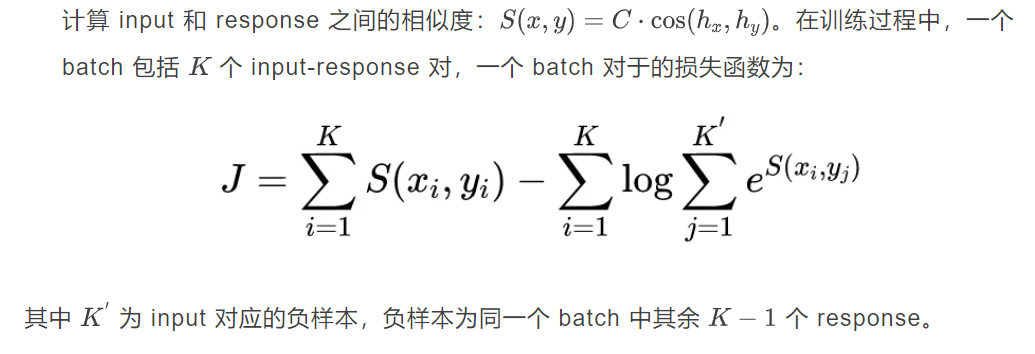 计算 input 和 response 之间的相似度：$S(x, y) = C \cdot \cos(h_x, h_y)$。在训练过程中，一个
batch 包括 $K$ 个 input-response 对，一个 batch 对于的损失函数为：
$J = \sum_{i=1}^{K} S(x_i, y_i) - \sum_{i=1}^{K} \log \sum_{j=1}^{K'} e^{S(x_i, y_j)}$
其中 $K'$ 为 input 对应的负样本，负样本为同一个 batch 中其余 $K - 1$ 个 response。